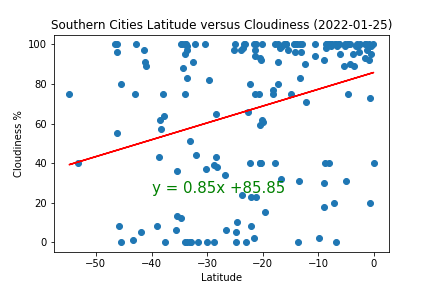 Southern Cities Latitude versus Cloudiness (2022-01-25)
100
80
60
40
20
0
Cloudiness %
y = 0.85x +85.85
−50 −40 −30 −20 −10 0
Latitude